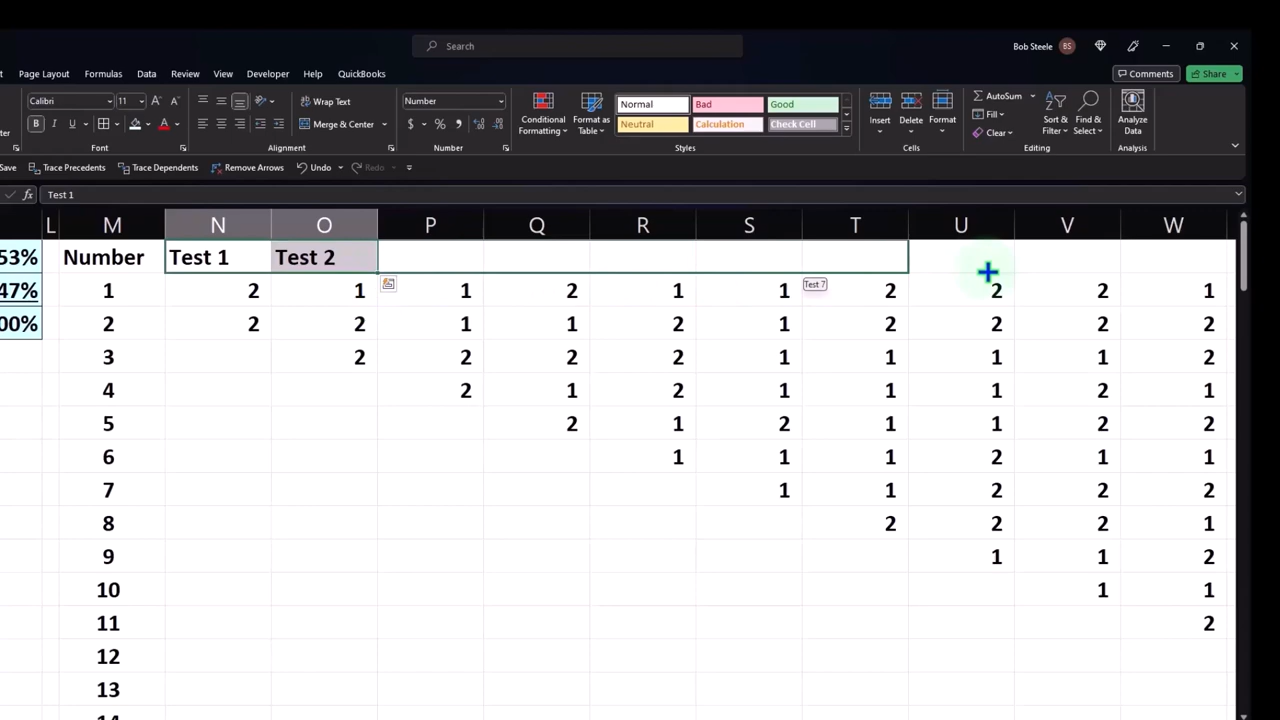 Search
Bob Steele BS
Page Layout Formulas Data Review View Developer Help QuickBooks
Comments Share
Calibri 11 Wrap Text Number Normal Bad Good AutoSum
Merge & Center Conditional Formatting Format as Table Neutral Calculation Check Cell Insert Delete Format Fill Sort & Filter Find & Select Analyze Data
Clear
Font Alignment Number Styles Cells Editing Analysis
Save Trace Precedents Trace Dependents Remove Arrows Undo Redo
fx Test 1
L M N O P Q R S T U V W
53% Number Test 1 Test 2
Test 7
47% 1 2 1 1 2 1 1 2 2 2 1
00% 2 2 2 1 1 2 1 2 2 2 2
3 2 2 2 2 1 1 1 1 2
4 2 1 2 1 1 1 2 1
5 2 1 2 1 1 2 2
6 1 1 1 2 1 1
7 1 1 2 2 2
8 2 2 2 1
9 1 1 2
10 1 1
11 2
12
13